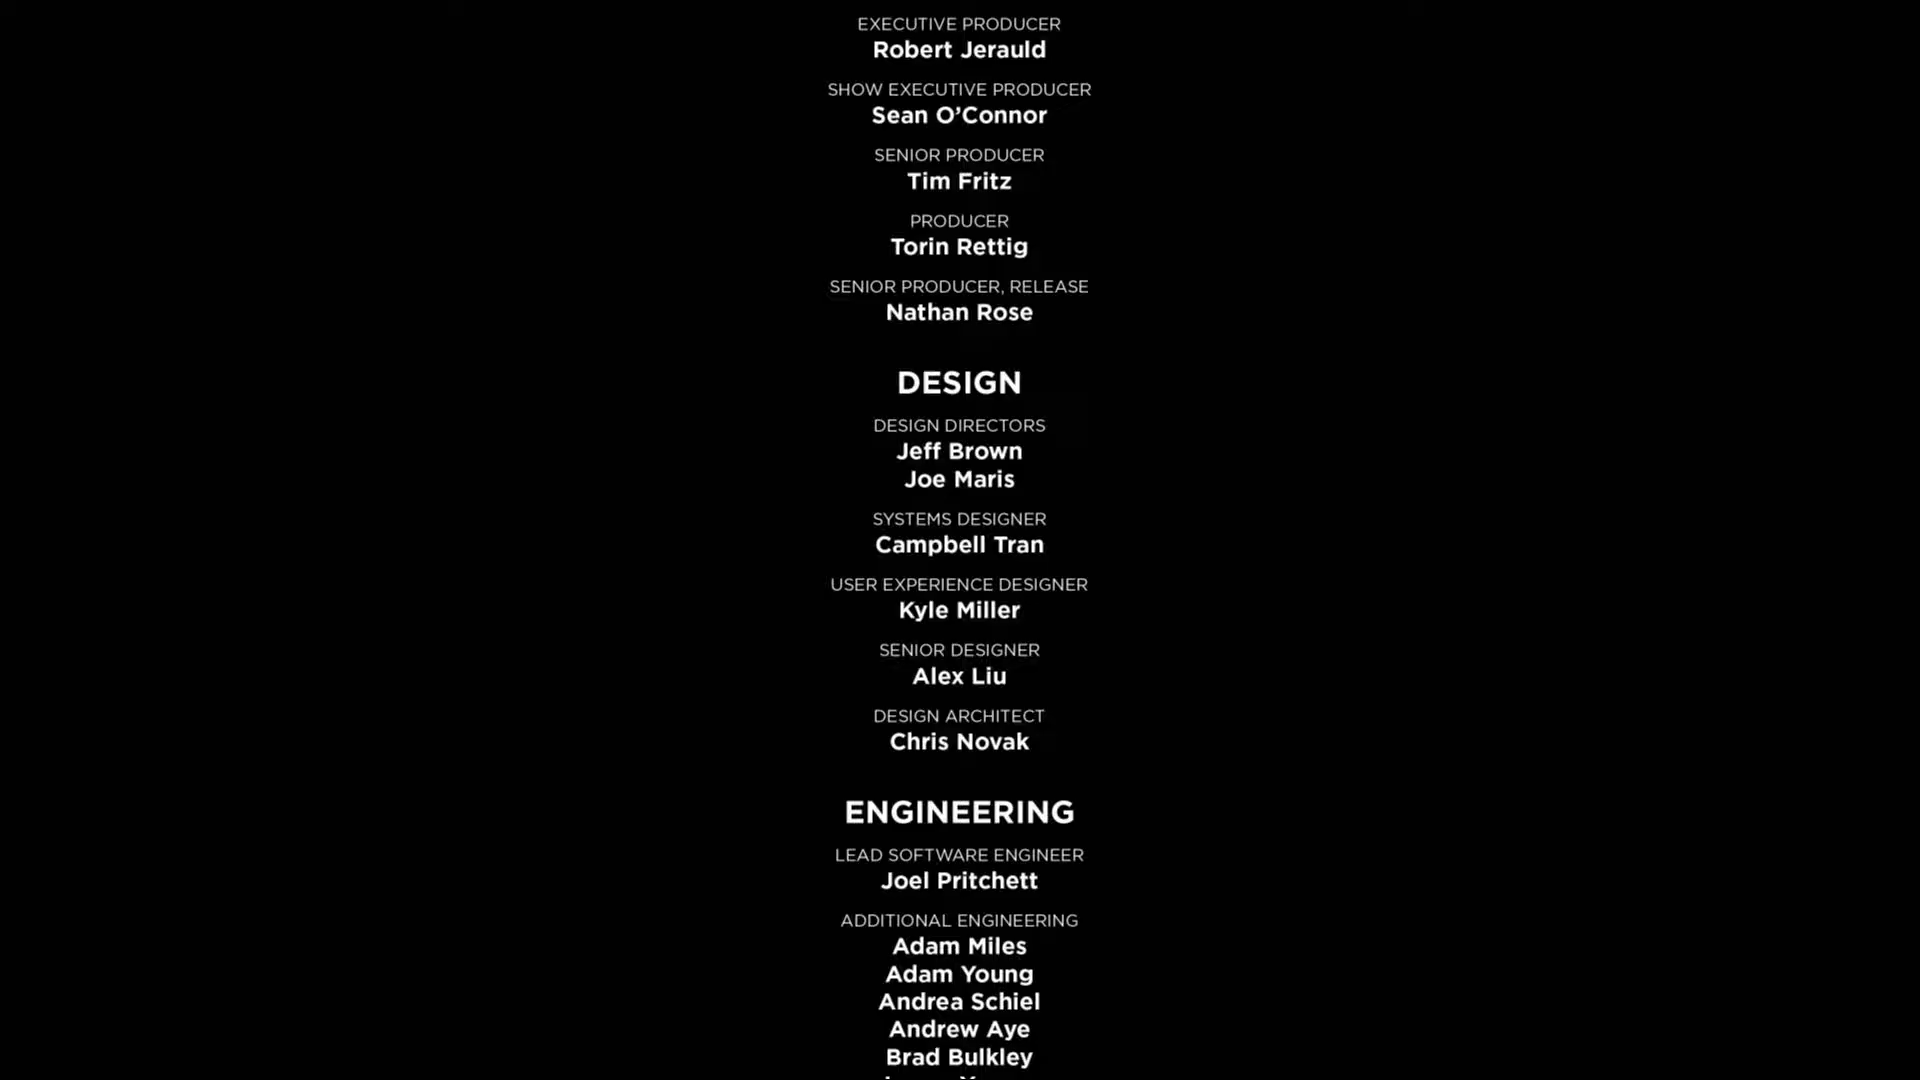 EXECUTIVE PRODUCER
Robert Jerauld
SHOW EXECUTIVE PRODUCER
Sean O’Connor
SENIOR PRODUCER
Tim Fritz
PRODUCER
Torin Rettig
SENIOR PRODUCER, RELEASE
Nathan Rose
DESIGN
DESIGN DIRECTORS
Jeff Brown
Joe Maris
SYSTEMS DESIGNER
Campbell Tran
USER EXPERIENCE DESIGNER
Kyle Miller
SENIOR DESIGNER
Alex Liu
DESIGN ARCHITECT
Chris Novak
ENGINEERING
LEAD SOFTWARE ENGINEER
Joel Pritchett
ADDITIONAL ENGINEERING
Adam Miles
Adam Young
Andrea Schiel
Andrew Aye
Brad Bulkley